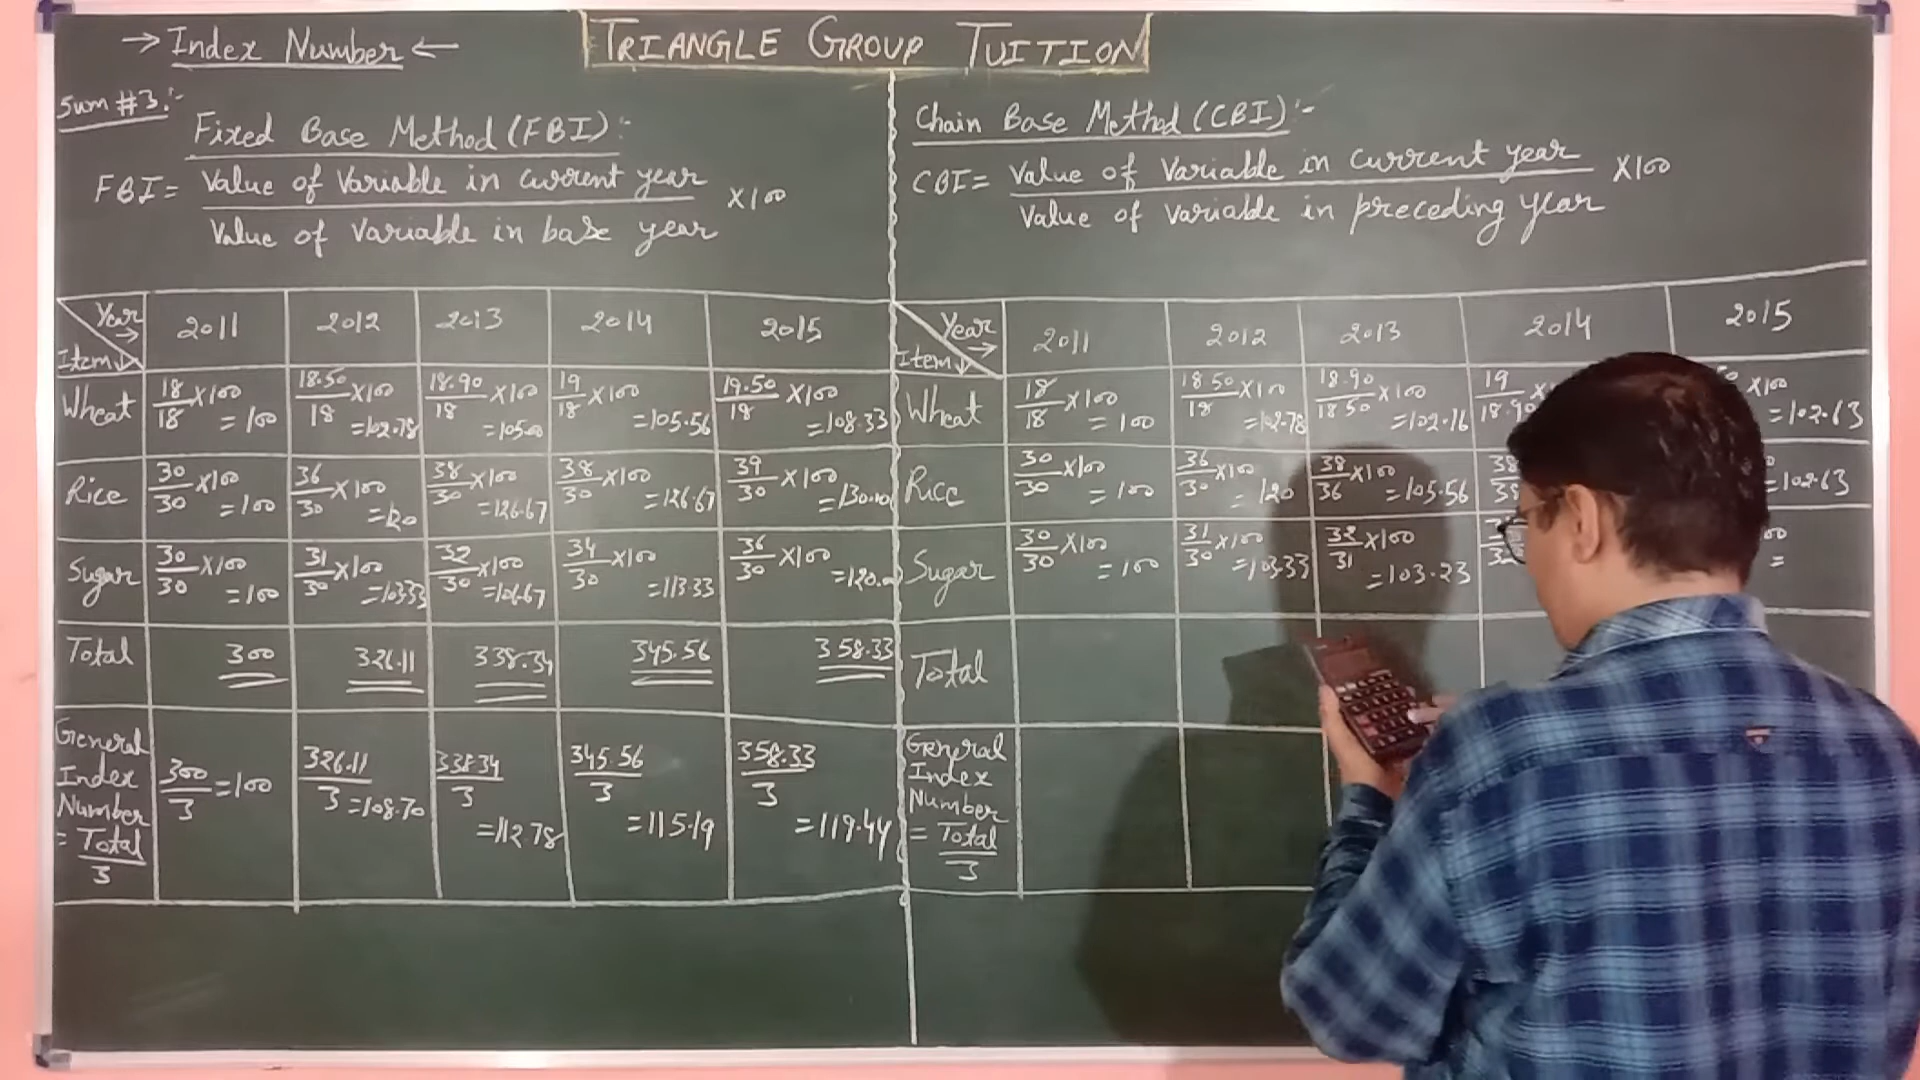 → Index Number ←
TRIANGLE GROUP TUITION
Sum #3:-
Fixed Base Method (FBI):-
FBI = Value of Variable in current year / Value of Variable in base year ×100
Year → 2011 2012 2013 2014 2015
Item ↓
Wheat 18/18 ×100 = 100 18.50/18 ×100 = 102.78 18.90/18 ×100 = 105.00 19/18 ×100 = 105.56 19.50/18 ×100 = 108.33
Rice 30/30 ×100 = 100 36/30 ×100 = 120 38/30 ×100 = 126.67 38/30 ×100 = 126.67 39/30 ×100 = 130.00
Sugar 30/30 ×100 = 100 31/30 ×100 = 103.33 32/30 ×100 = 106.67 34/30 ×100 = 113.33 36/30 ×100 = 120.00
Total 300 326.11 338.34 345.56 358.33
General Index Number = Total/3 300/3 = 100 326.11/3 = 108.70 338.34/3 = 112.78 345.56/3 = 115.19 358.33/3 = 119.44
Chain Base Method (CBI):-
CBI = Value of Variable in current year / Value of Variable in preceding year ×100
Year → 2011 2012 2013 2014 2015
Item ↓
Wheat 18/18 ×100 = 100 18.50/18 ×100 = 102.78 18.90/18.50 ×100 = 102.16 19/18.90 ×100 = 102.63
Rice 30/30 ×100 = 100 36/30 ×100 = 120 38/36 ×100 = 105.56 38/38 = 102.63
Sugar 30/30 ×100 = 100 31/30 ×100 = 103.33 32/31 ×100 = 103.23 =
Total
General Index Number = Total/3